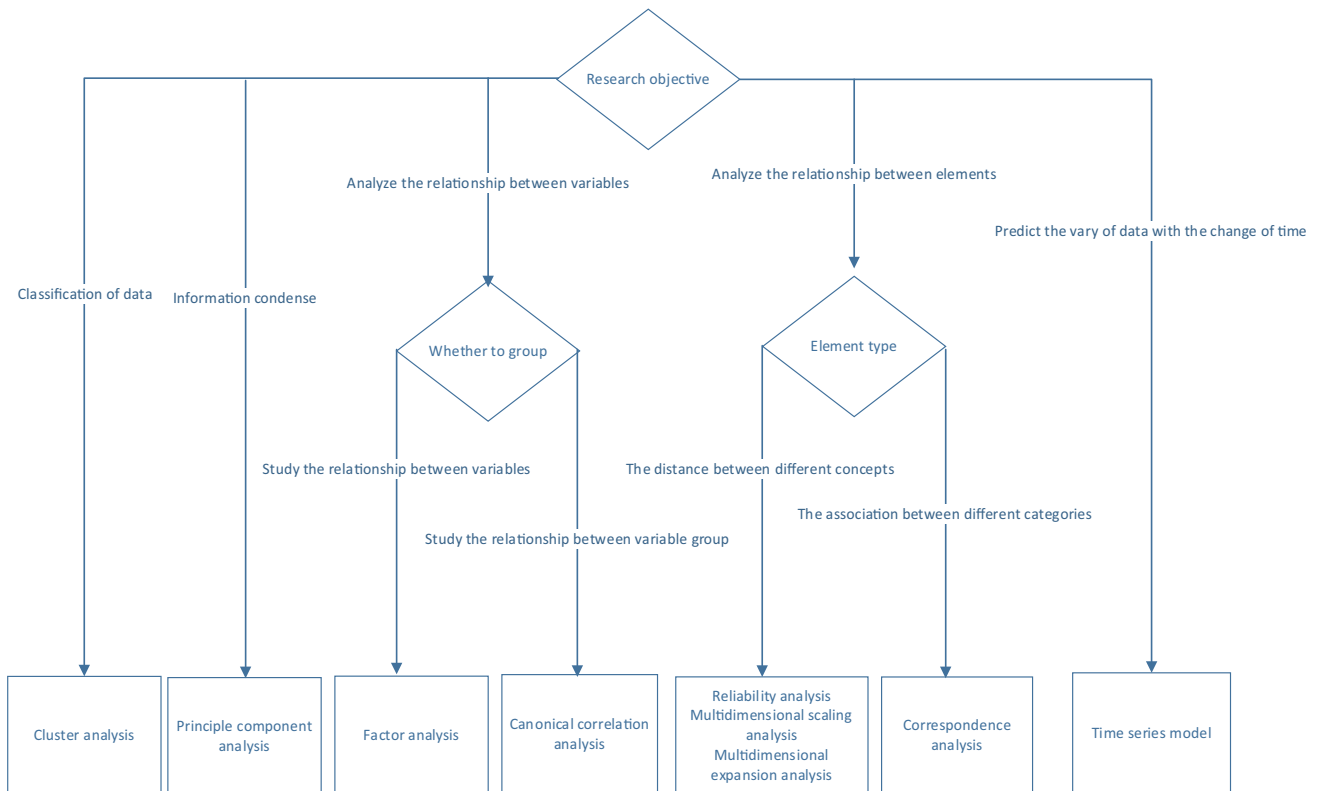 Research objective
Analyze the relationship between variables
Analyze the relationship between elements
Predict the vary of data with the change of time
Classification of data
Information condense
Whether to group
Element type
Study the relationship between variables
The distance between different concepts
The association between different categories
Study the relationship between variable group
Cluster analysis
Principle component
analysis
Factor analysis
Canonical correlation
analysis
Reliability analysis
Multidimensional scaling
analysis
Multidimensional
expansion analysis
Correspondence
analysis
Time series model